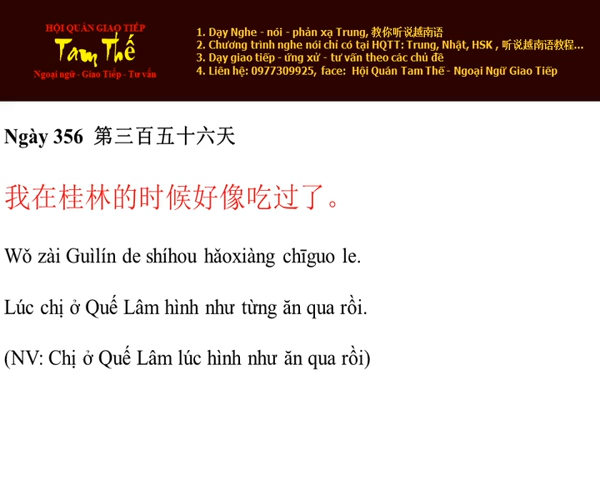 HỘI QUÁN GIAO TIẾP
Tam Thế
Ngoại ngữ - Giao Tiếp - Tư vấn
1. Dạy Nghe - nói - phản xạ Trung, 教你听说越南语
2. Chương trình nghe nói chỉ có tại HQTT: Trung, Nhật, HSK , 听说越南语教程...
3. Dạy giao tiếp - ứng xử - tư vấn theo các chủ đề
4. Liên hệ: 0977309925, face: Hội Quán Tam Thế - Ngoại Ngữ Giao Tiếp
Ngày 356 第三百五十六天
我在桂林的时候好像吃过了。
Wǒ zài Guìlín de shíhou hǎoxiàng chīguo le.
Lúc chị ở Quế Lâm hình như từng ăn qua rồi.
(NV: Chị ở Quế Lâm lúc hình như ăn qua rồi)